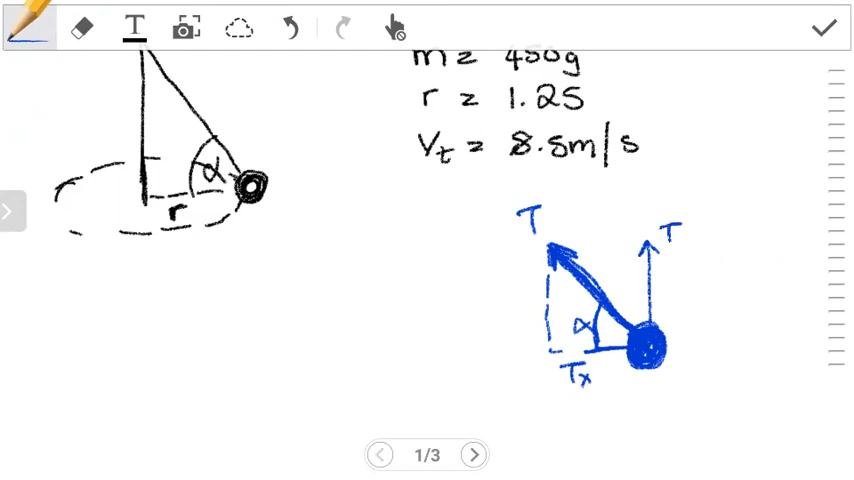 T
m = 450g
r = 1.25
Vt = 8.5m/s
α
r
T
T
α
Tx
1/3